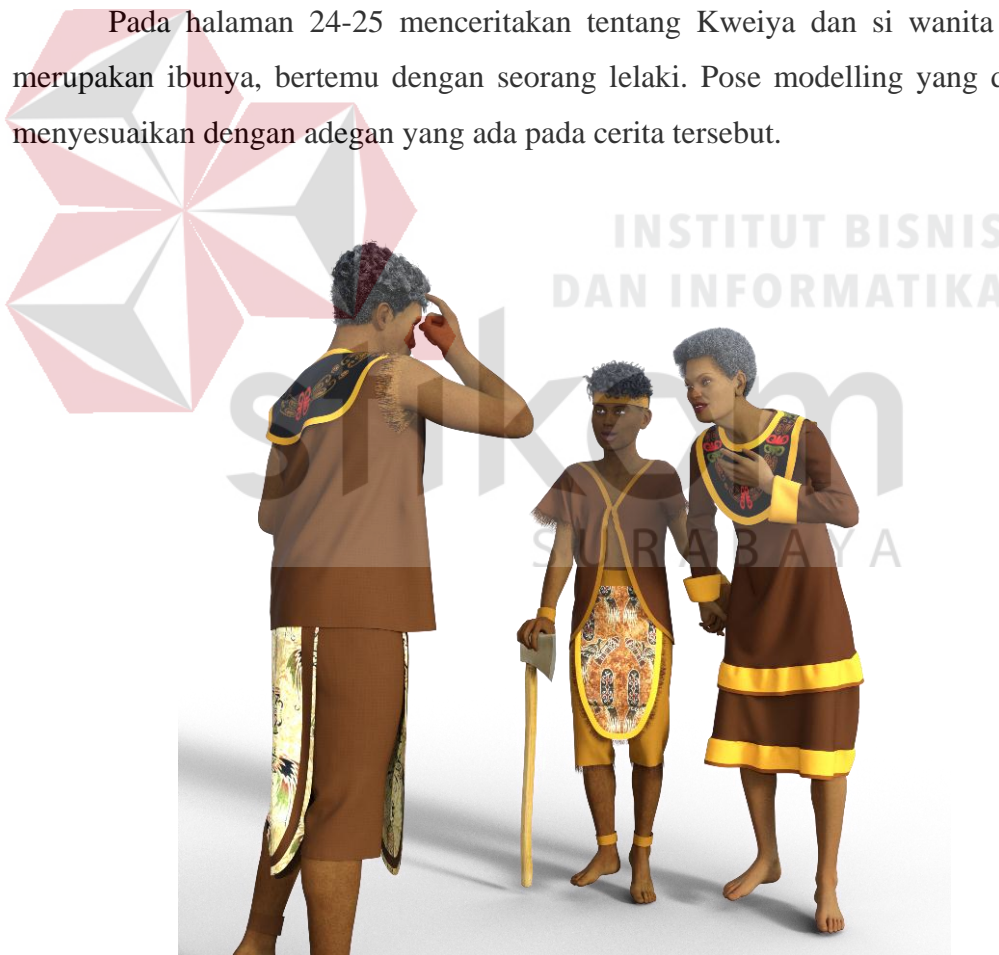 Pada halaman 24-25 menceritakan tentang Kweiya dan si wanita
merupakan ibunya, bertemu dengan seorang lelaki. Pose modelling yang
menyesuaikan dengan adegan yang ada pada cerita tersebut.
INSTITUT BISNIS
DAN INFORMATIKA
stikom
SURABAYA